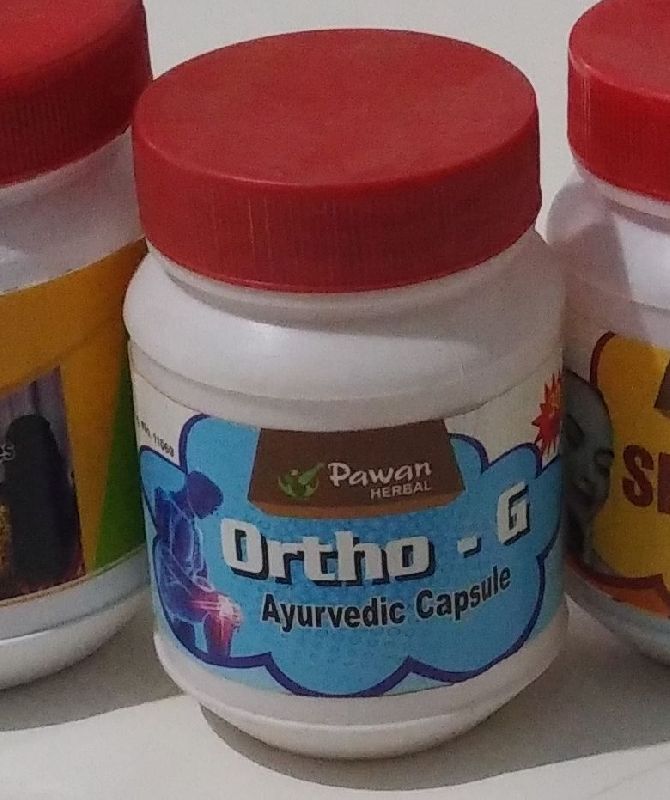 Pawan
HERBAL
Ortho - G
Ayurvedic Capsule